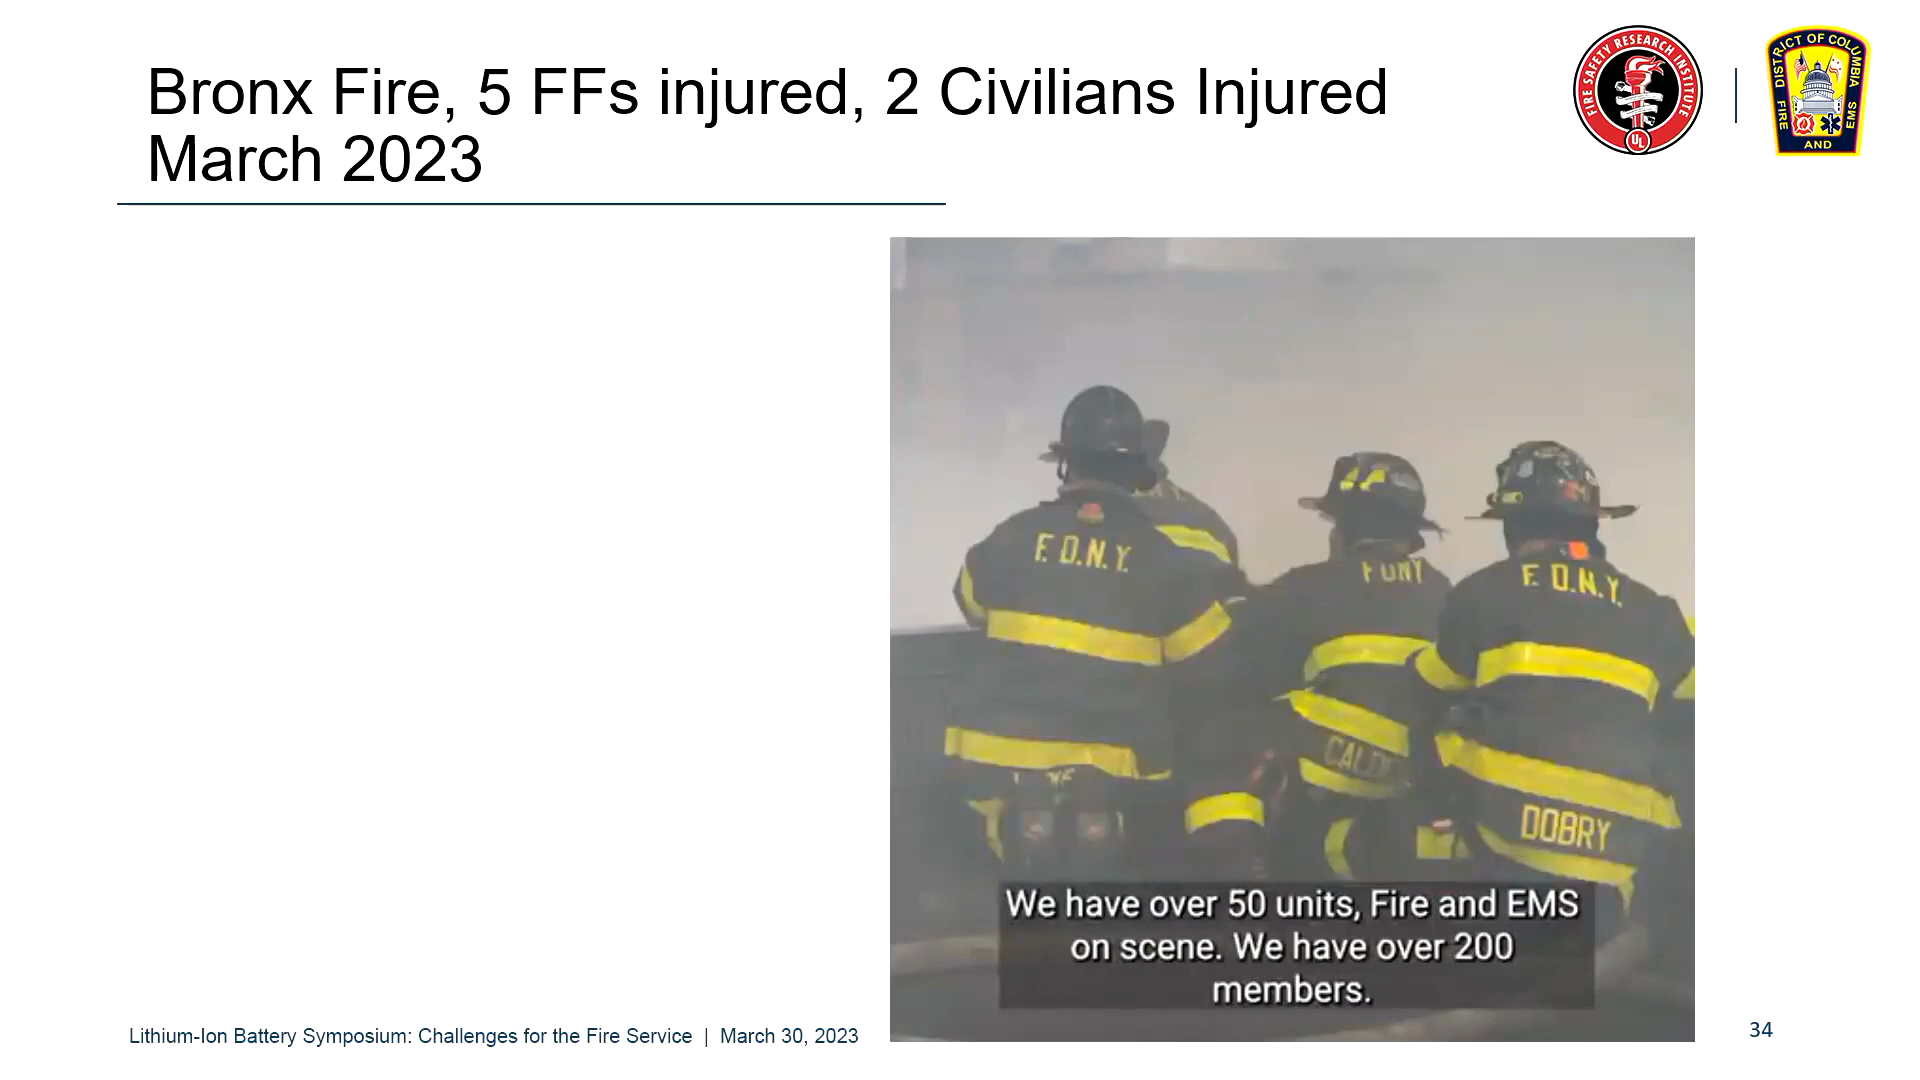 Bronx Fire, 5 FFs injured, 2 Civilians Injured
March 2023
FIRE SAFETY RESEARCH INSTITUTE
UL
DISTRICT OF COLUMBIA
FIRE
AND
EMS
F.D.N.Y.
FDNY
F.D.N.Y.
DOBRY
We have over 50 units, Fire and EMS
on scene. We have over 200
members.
Lithium-Ion Battery Symposium: Challenges for the Fire Service | March 30, 2023
34